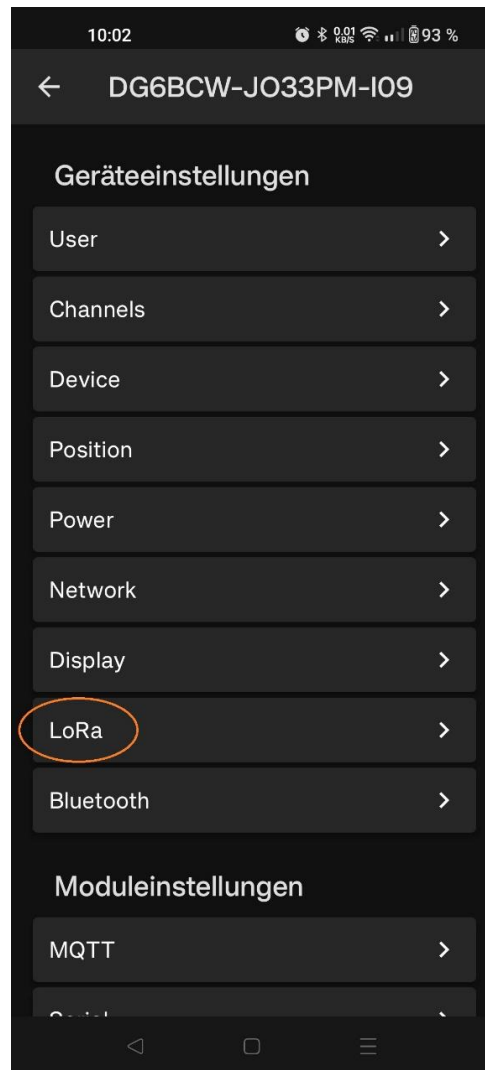 10:02 0.01 KB/S 93 %
DG6BCW-JO33PM-I09
Geräteeinstellungen
User
Channels
Device
Position
Power
Network
Display
LoRa
Bluetooth
Moduleinstellungen
MQTT